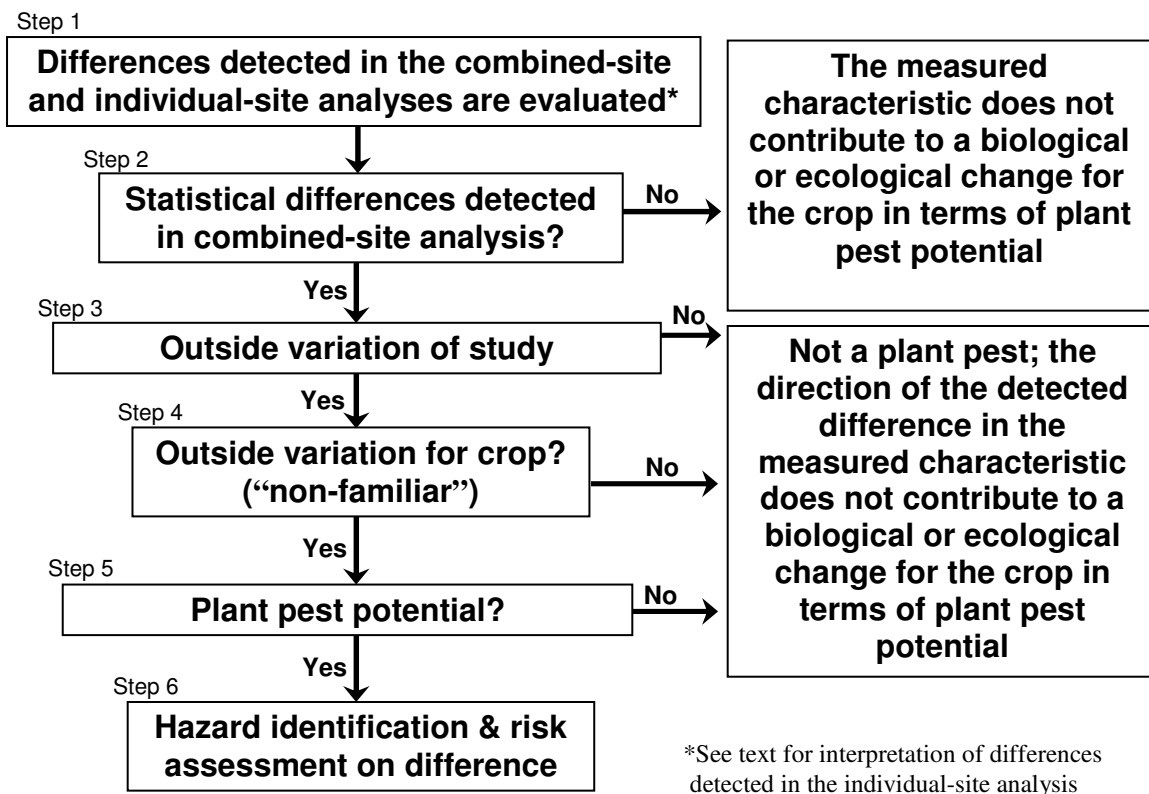 Step 1
Differences detected in the combined-site
and individual-site analyses are evaluated*
Step 2
Statistical differences detected
in combined-site analysis?
No
The measured
characteristic does not
contribute to a biological
or ecological change for
the crop in terms of plant
pest potential
Yes
Step 3
Outside variation of study
No
Yes
Step 4
Outside variation for crop?
(“non-familiar”)
No
Not a plant pest; the
direction of the detected
difference in the
measured characteristic
does not contribute to a
biological or ecological
change for the crop in
terms of plant pest
potential
Yes
Step 5
Plant pest potential?
No
Yes
Step 6
Hazard identification & risk
assessment on difference
*See text for interpretation of differences
detected in the individual-site analysis